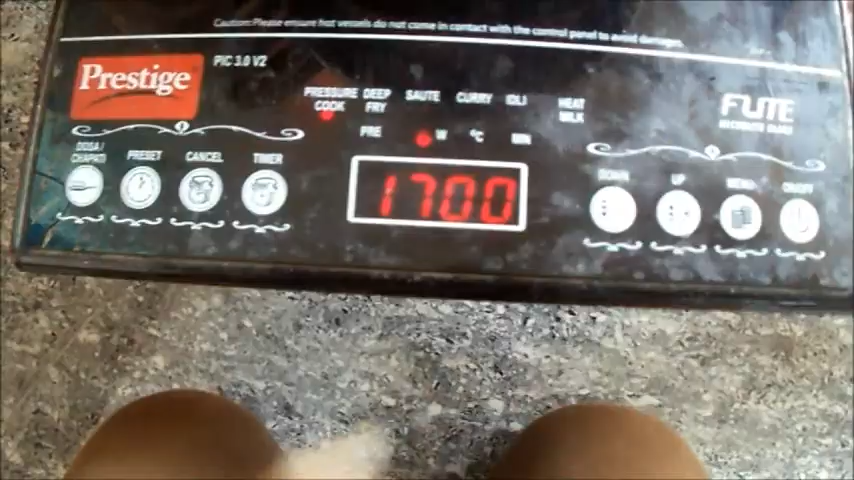 Caution: Please ensure hot vessels do not come in contact with the control panel to avoid damages.
Prestige
PIC 3.0 V2
PRESSURE COOK
DEEP FRY
SAUTE
CURRY
IDLI
HEAT MILK
PRE
W
°C
MIN
1700
DOSA / CHAPATI
PRESET
CANCEL
TIMER
DOWN
UP
MENU
ON/OFF